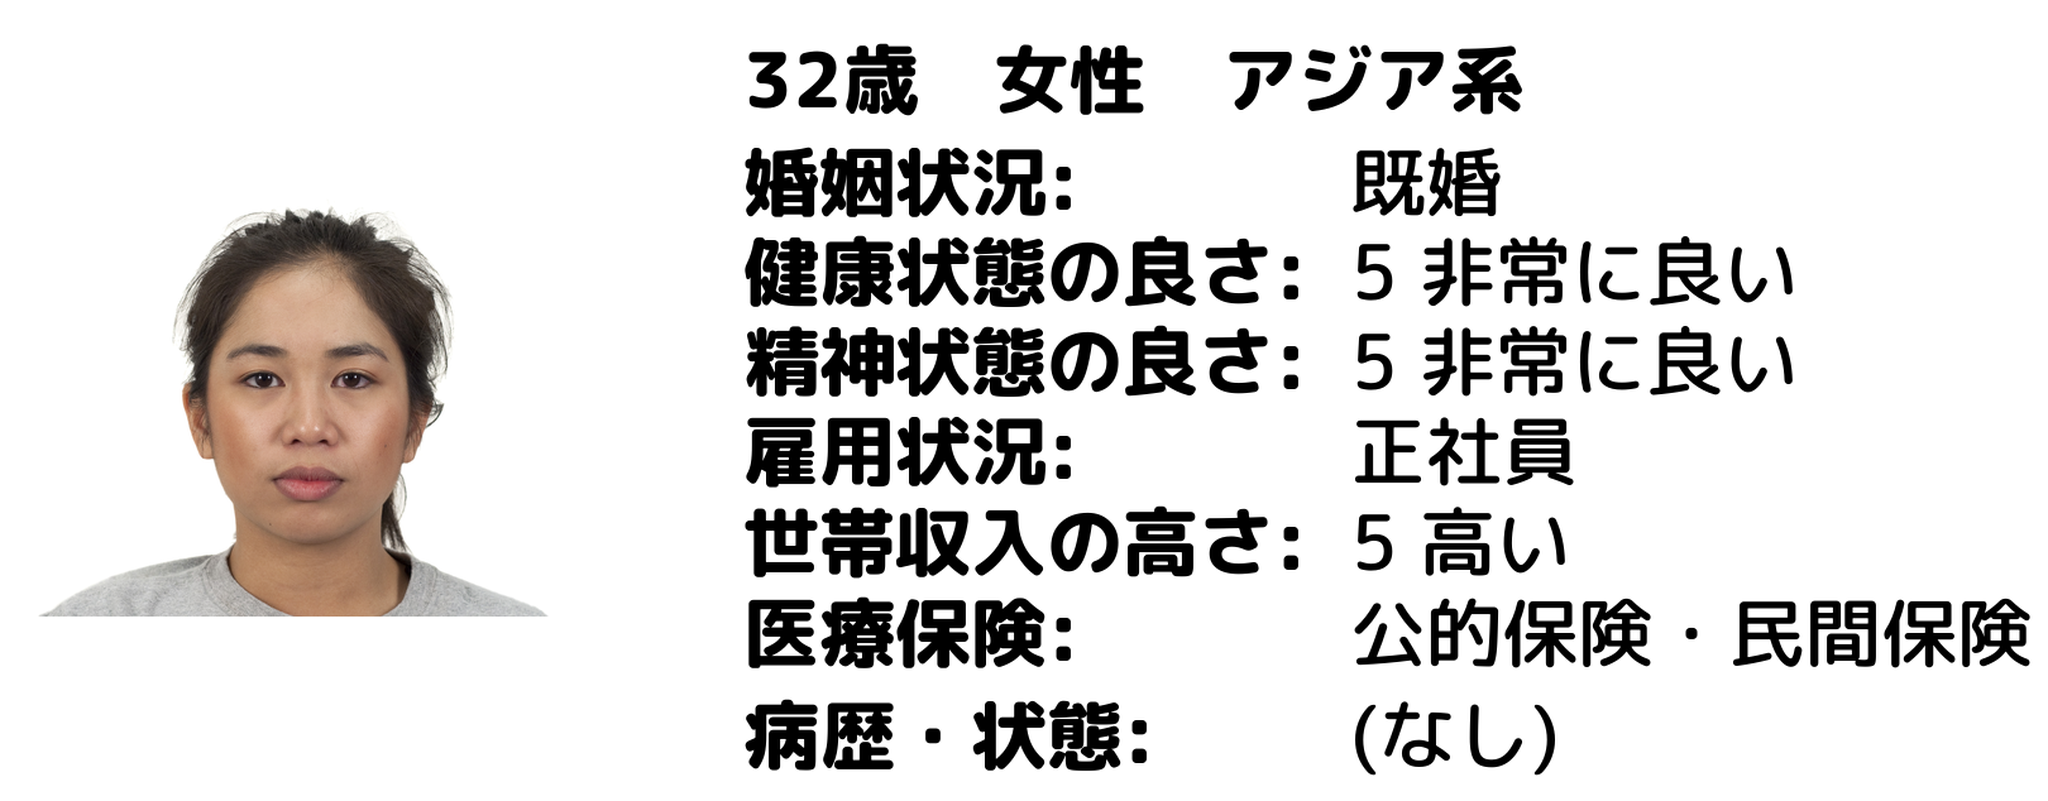 32歳　女性　アジア系
婚姻状況: 既婚
健康状態の良さ: 5 非常に良い
精神状態の良さ: 5 非常に良い
雇用状況: 正社員
世帯収入の高さ: 5 高い
医療保険: 公的保険・民間保険
病歴・状態: (なし)